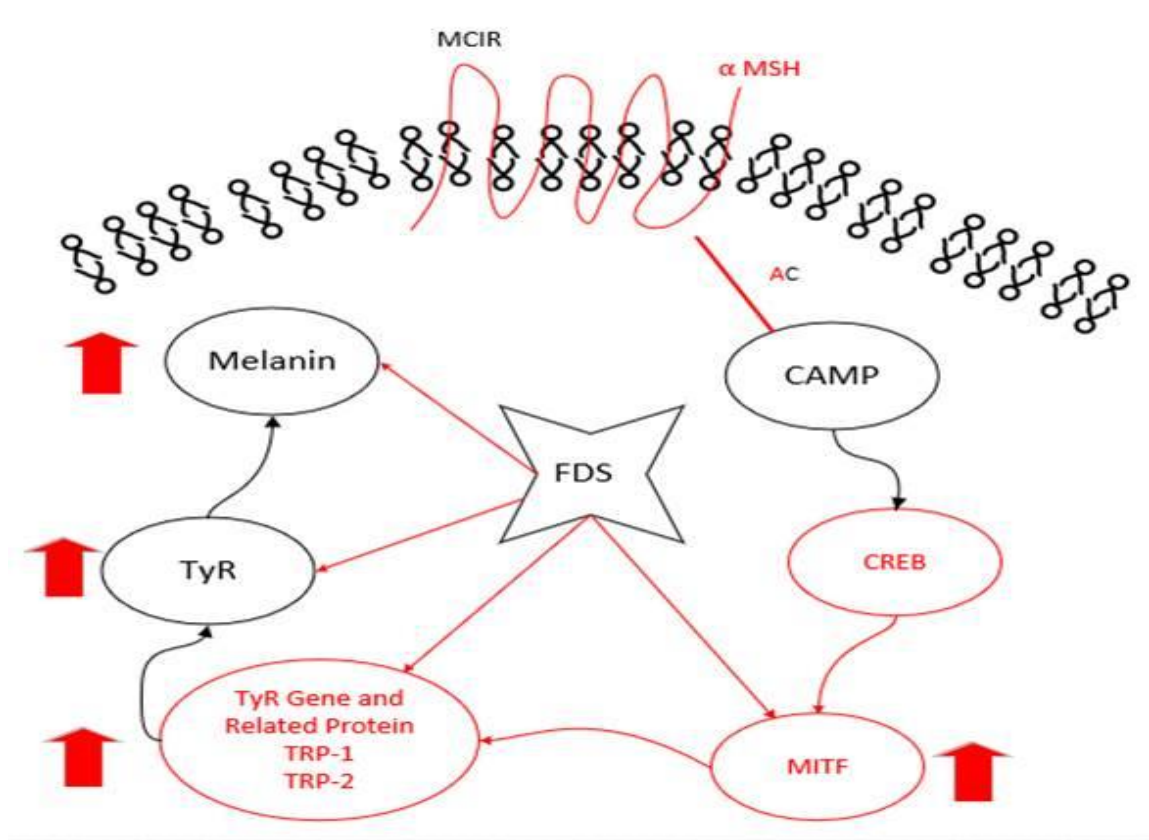 MCIR
α MSH
AC
Melanin
CAMP
FDS
TyR
CREB
TyR Gene and
Related Protein
TRP-1
TRP-2
MITF